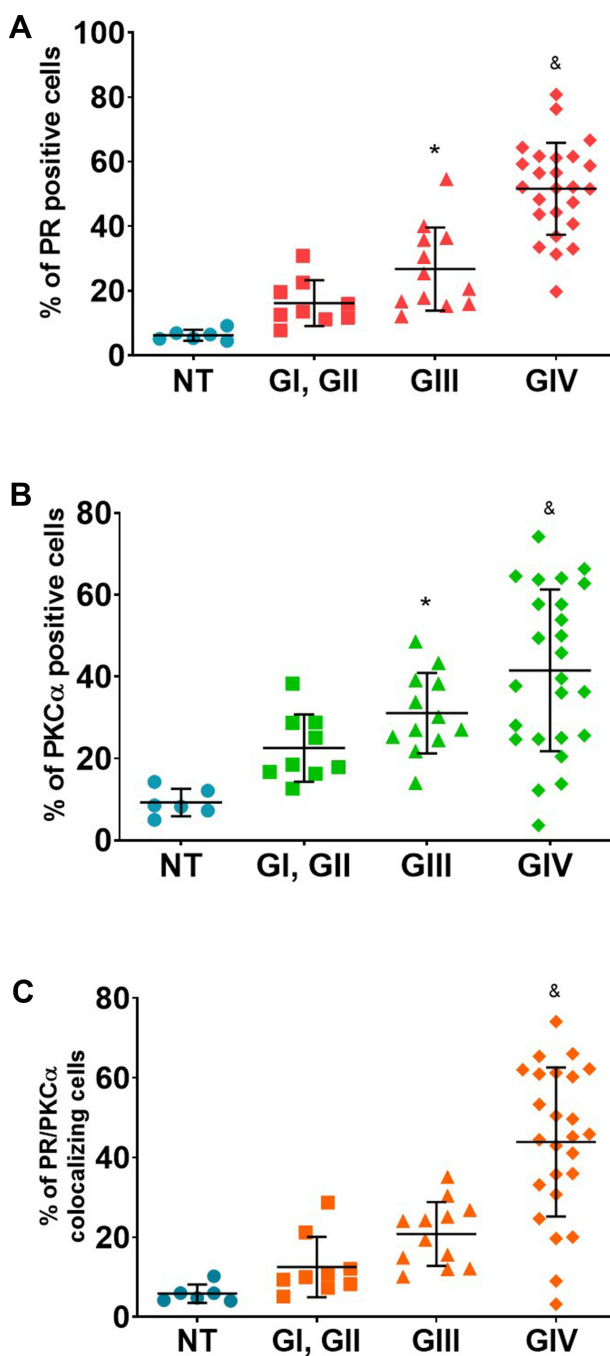 A
% of PR positive cells
100
80
60
40
20
0
&
*
NT
GI, GII
GIII
GIV
B
% of PKCα positive cells
80
60
40
20
0
&
*
NT
GI, GII
GIII
GIV
C
% of PR/PKCα
colocalizing cells
80
60
40
20
0
&
NT
GI, GII
GIII
GIV